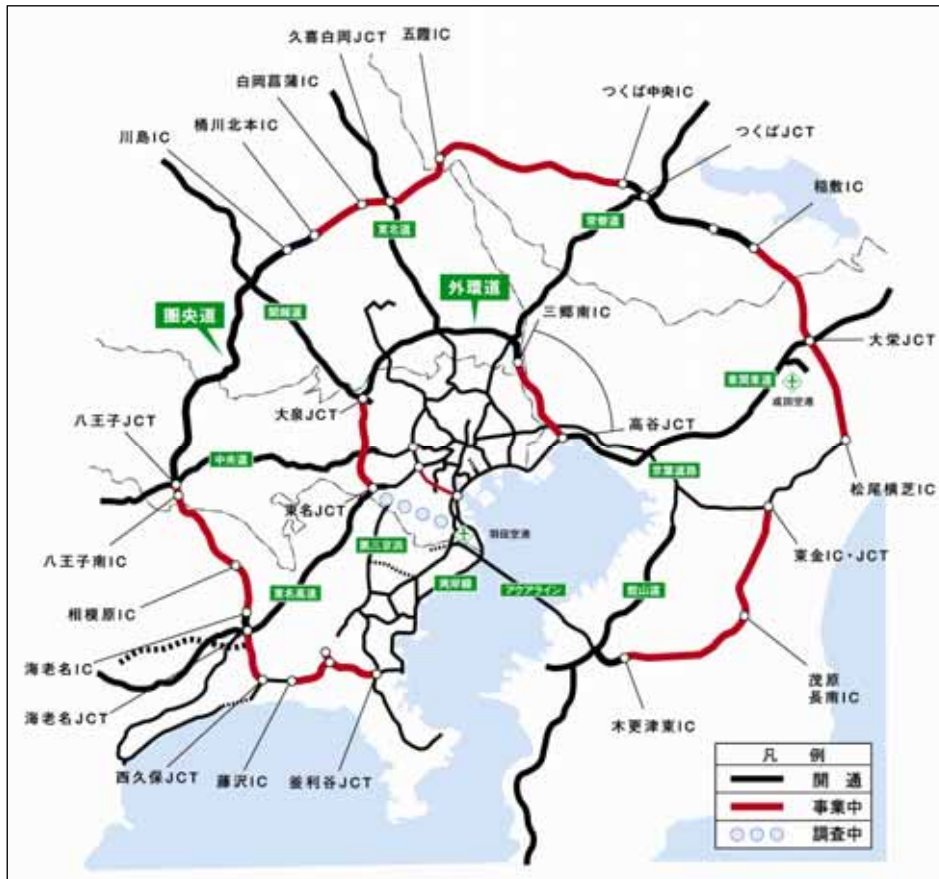 久喜白岡JCT
五霞IC
白岡菖蒲IC
つくば中央IC
桶川北本IC
つくばJCT
川島IC
稲敷IC
東北道
常磐道
外環道
圏央道
関越道
三郷南IC
大栄JCT
東関東道
成田空港
大泉JCT
八王子JCT
高谷JCT
中央道
京葉道路
東名JCT
松尾横芝IC
羽田空港
八王子南IC
第三京浜
東金IC・JCT
東名高速
湾岸線
アクアライン
館山道
相模原IC
海老名IC
茂原
長南IC
海老名JCT
木更津東IC
西久保JCT
藤沢IC
釜利谷JCT
凡 例
開 通
事業中
調査中